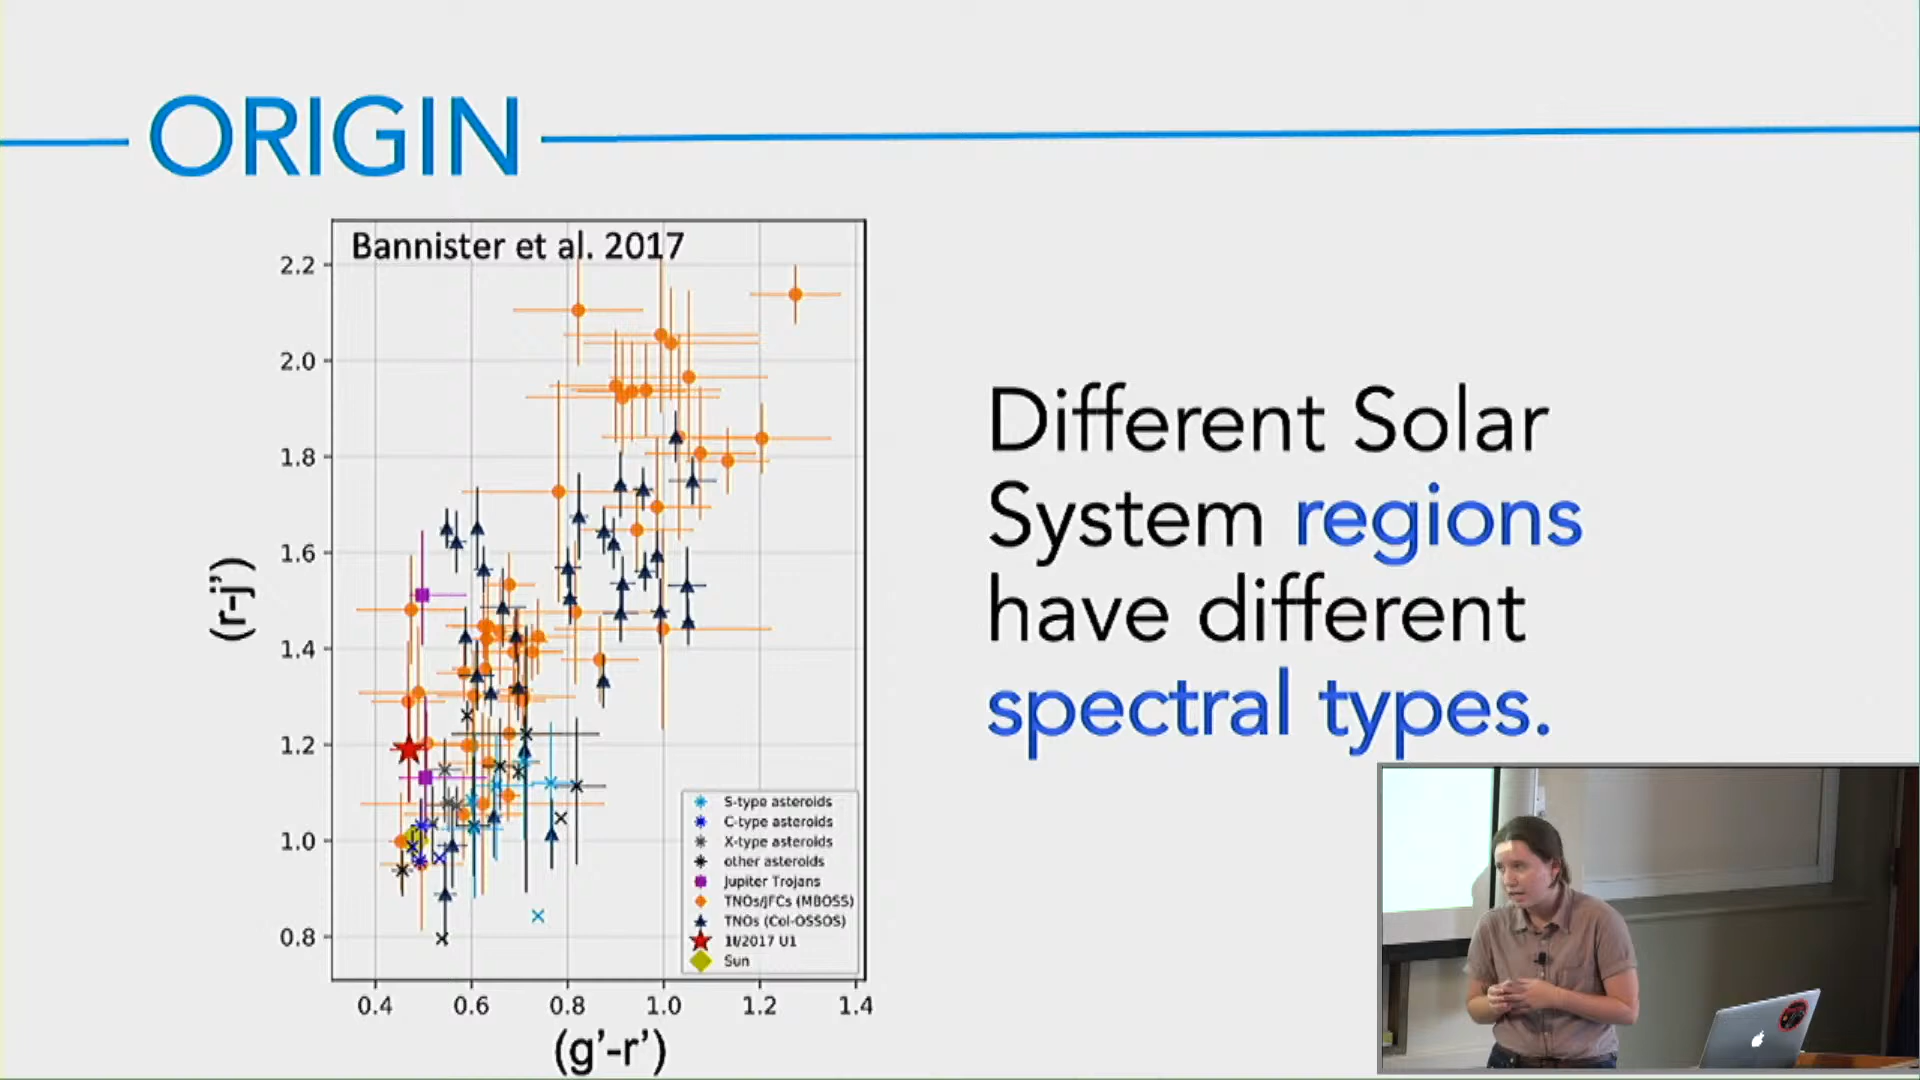 ORIGIN
Bannister et al. 2017
2.2
2.0
1.8
1.6
1.4
1.2
1.0
0.8
(r-j')
0.4 0.6 0.8 1.0 1.2 1.4
(g'-r')
S-type asteroids
C-type asteroids
X-type asteroids
other asteroids
Jupiter Trojans
TNOs/JFCs (MBOSS)
TNOs (Col-OSSOS)
1I/2017 U1
Sun
Different Solar
System regions
have different
spectral types.